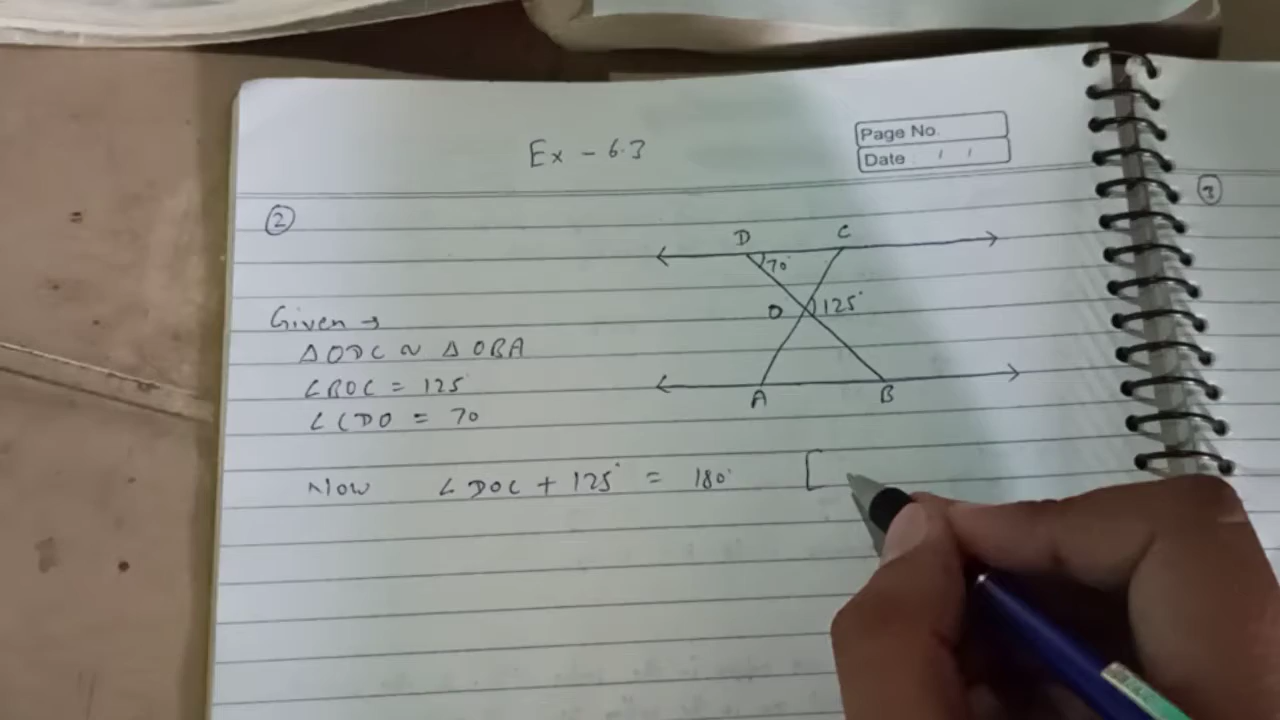 Ex - 6.3
Page No.
Date : / /
②
③
D C
70°
O 125°
A B
Given →
△ODC ~ △OBA
∠BOC = 125°
∠CDO = 70
Now ∠DOC + 125° = 180° [